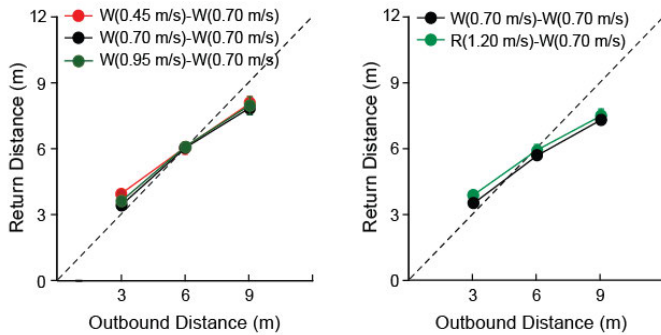 12
9
6
3
0
Return Distance (m)
W(0.45 m/s)-W(0.70 m/s)
W(0.70 m/s)-W(0.70 m/s)
W(0.95 m/s)-W(0.70 m/s)
3 6 9
Outbound Distance (m)
12
9
6
3
0
Return Distance (m)
W(0.70 m/s)-W(0.70 m/s)
R(1.20 m/s)-W(0.70 m/s)
3 6 9
Outbound Distance (m)